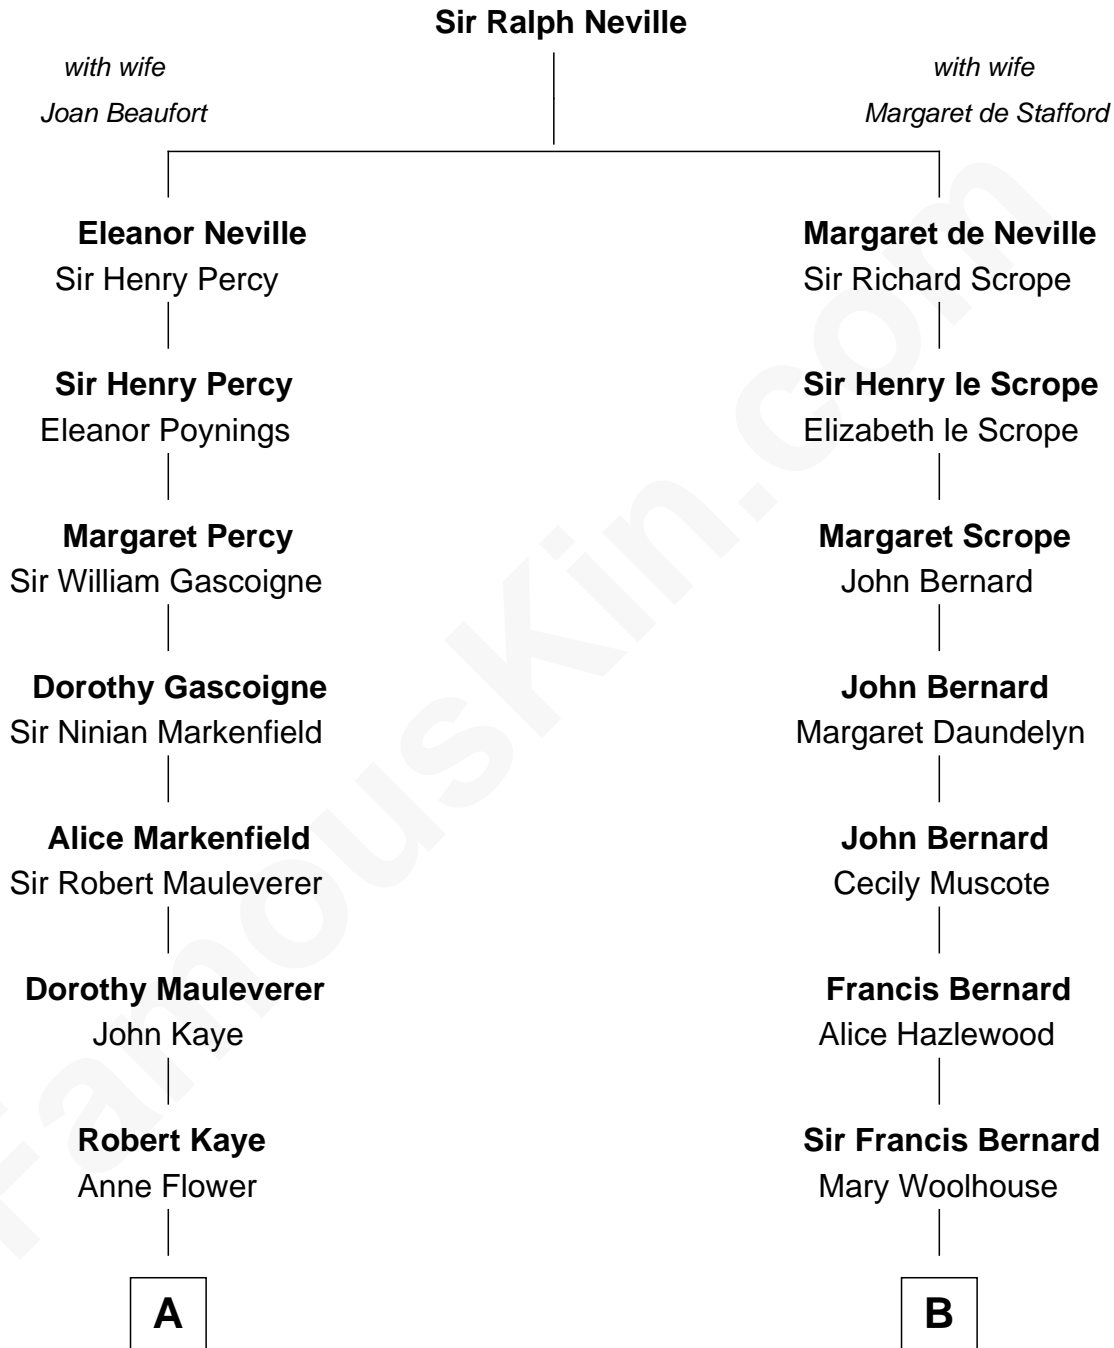 Sir Ralph Neville
with wife
Joan Beaufort
with wife
Margaret de Stafford
Eleanor Neville
Sir Henry Percy
Margaret de Neville
Sir Richard Scrope
Sir Henry Percy
Eleanor Poynings
Sir Henry le Scrope
Elizabeth le Scrope
Margaret Percy
Sir William Gascoigne
Margaret Scrope
John Bernard
Dorothy Gascoigne
Sir Ninian Markenfield
John Bernard
Margaret Daundelyn
Alice Markenfield
Sir Robert Mauleverer
John Bernard
Cecily Muscote
Dorothy Mauleverer
John Kaye
Francis Bernard
Alice Hazlewood
Robert Kaye
Anne Flower
Sir Francis Bernard
Mary Woolhouse
A
B
FamousKin.com